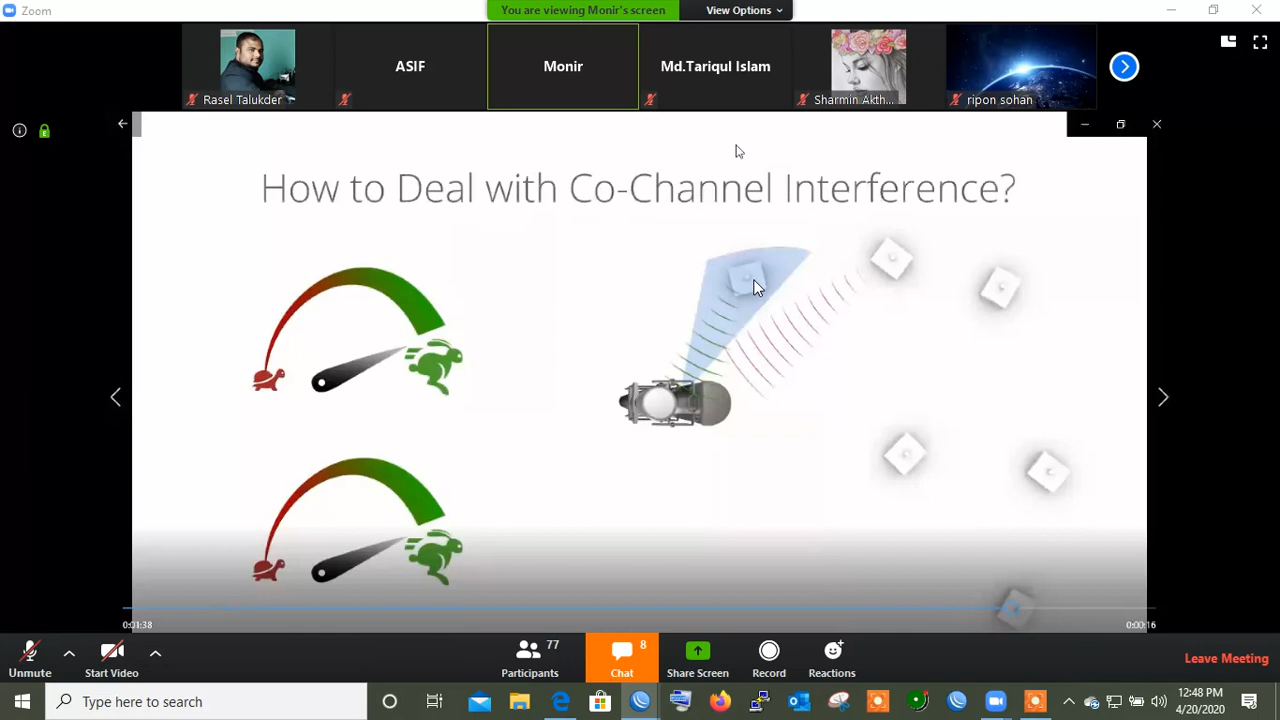 Zoom
You are viewing Monir's screen
View Options
Rasel Talukder
ASIF
Monir
Md.Tariqul Islam
Sharmin Akth...
ripon sohan
How to Deal with Co-Channel Interference?
0:01:38
0:00:16
Unmute
Start Video
77
Participants
8
Chat
Share Screen
Record
Reactions
Leave Meeting
Type here to search
12:48 PM
4/20/2020